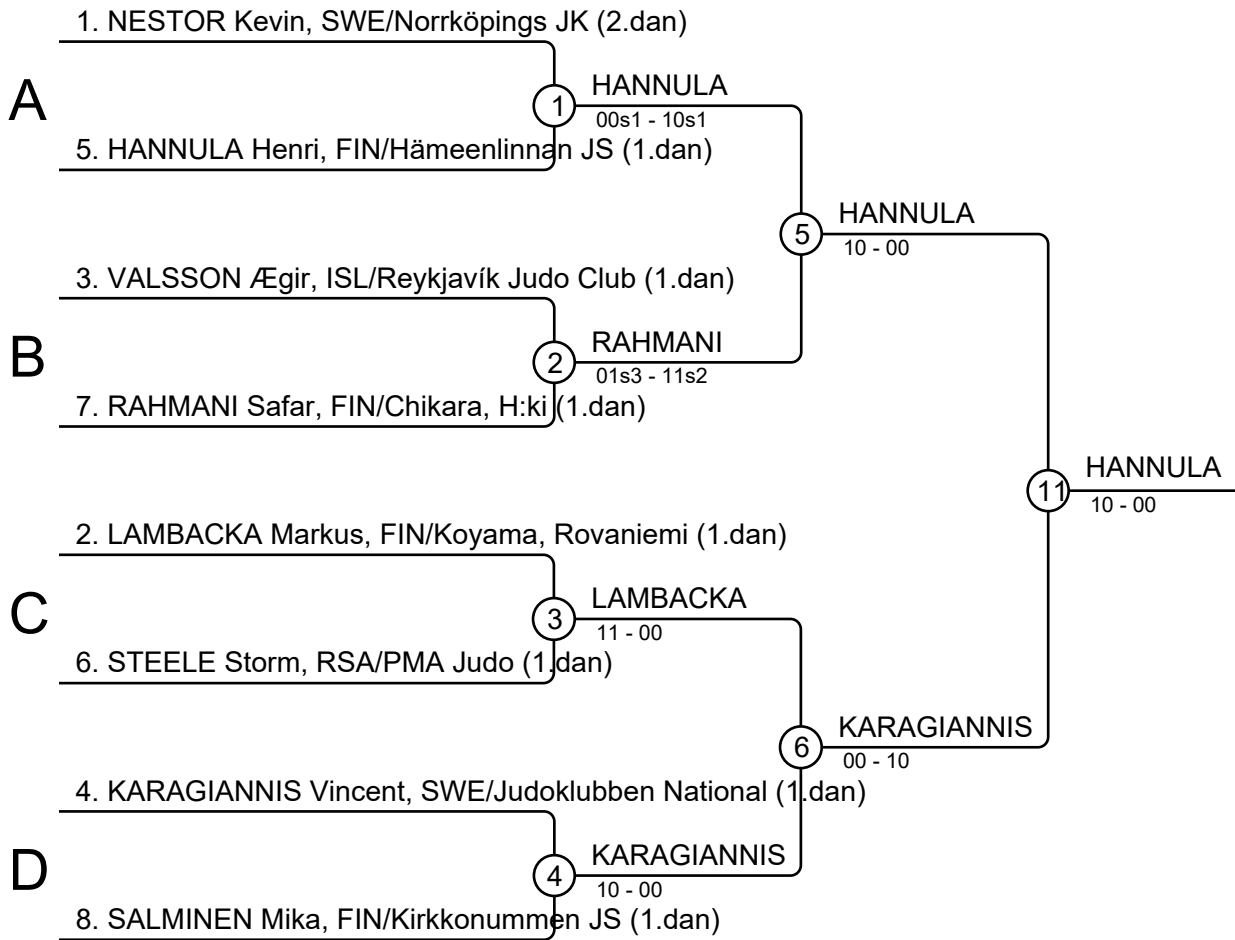 1. NESTOR Kevin, SWE/Norrköpings JK (2.dan)
A
1
HANNULA
00s1 - 10s1
5. HANNULA Henri, FIN/Hämeenlinnan JS (1.dan)
5
HANNULA
10 - 00
3. VALSSON Ægir, ISL/Reykjavík Judo Club (1.dan)
B
2
RAHMANI
01s3 - 11s2
7. RAHMANI Safar, FIN/Chikara, H:ki (1.dan)
11
HANNULA
10 - 00
2. LAMBACKA Markus, FIN/Koyama, Rovaniemi (1.dan)
C
3
LAMBACKA
11 - 00
6. STEELE Storm, RSA/PMA Judo (1.dan)
6
KARAGIANNIS
00 - 10
4. KARAGIANNIS Vincent, SWE/Judoklubben National (1.dan)
D
4
KARAGIANNIS
10 - 00
8. SALMINEN Mika, FIN/Kirkkonummen JS (1.dan)